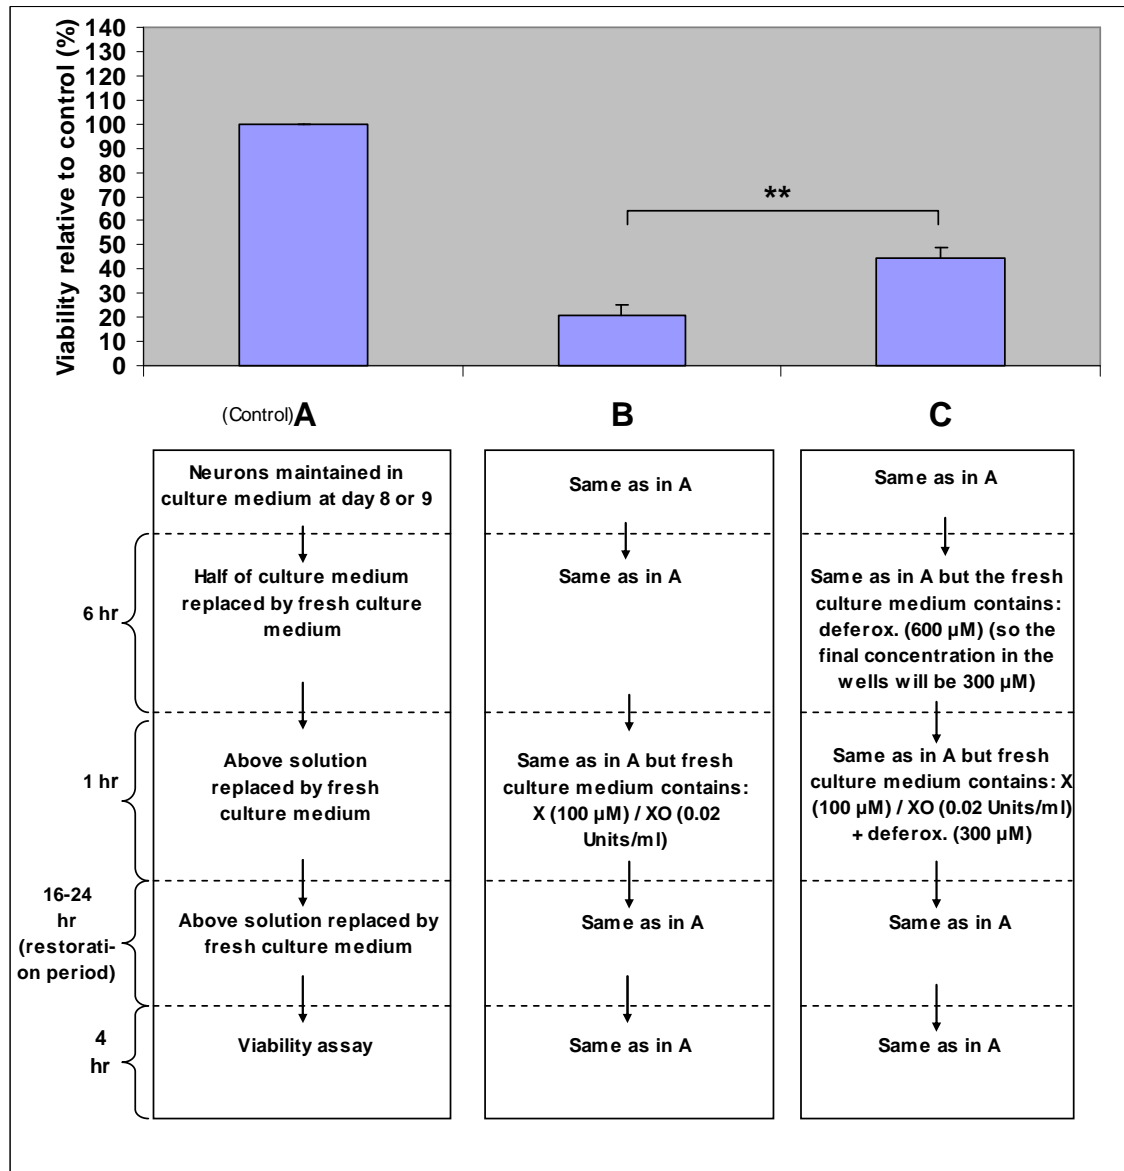 Viability relative to control (%)
140
130
120
110
100
90
80
70
60
50
40
30
20
10
0
**
(Control) A
B
C
Neurons maintained in
culture medium at day 8 or 9
Same as in A
Same as in A
6 hr
Half of culture medium
replaced by fresh culture
medium
Same as in A
Same as in A but the fresh
culture medium contains:
deferox. (600 µM) (so the
final concentration in the
wells will be 300 µM)
1 hr
Above solution
replaced by fresh
culture medium
Same as in A but fresh
culture medium contains:
X (100 µM) / XO (0.02
Units/ml)
Same as in A but fresh
culture medium contains: X
(100 µM) / XO (0.02 Units/ml)
+ deferox. (300 µM)
16-24
hr
(restorati-
on period)
Above solution replaced by
fresh culture medium
Same as in A
Same as in A
4
hr
Viability assay
Same as in A
Same as in A